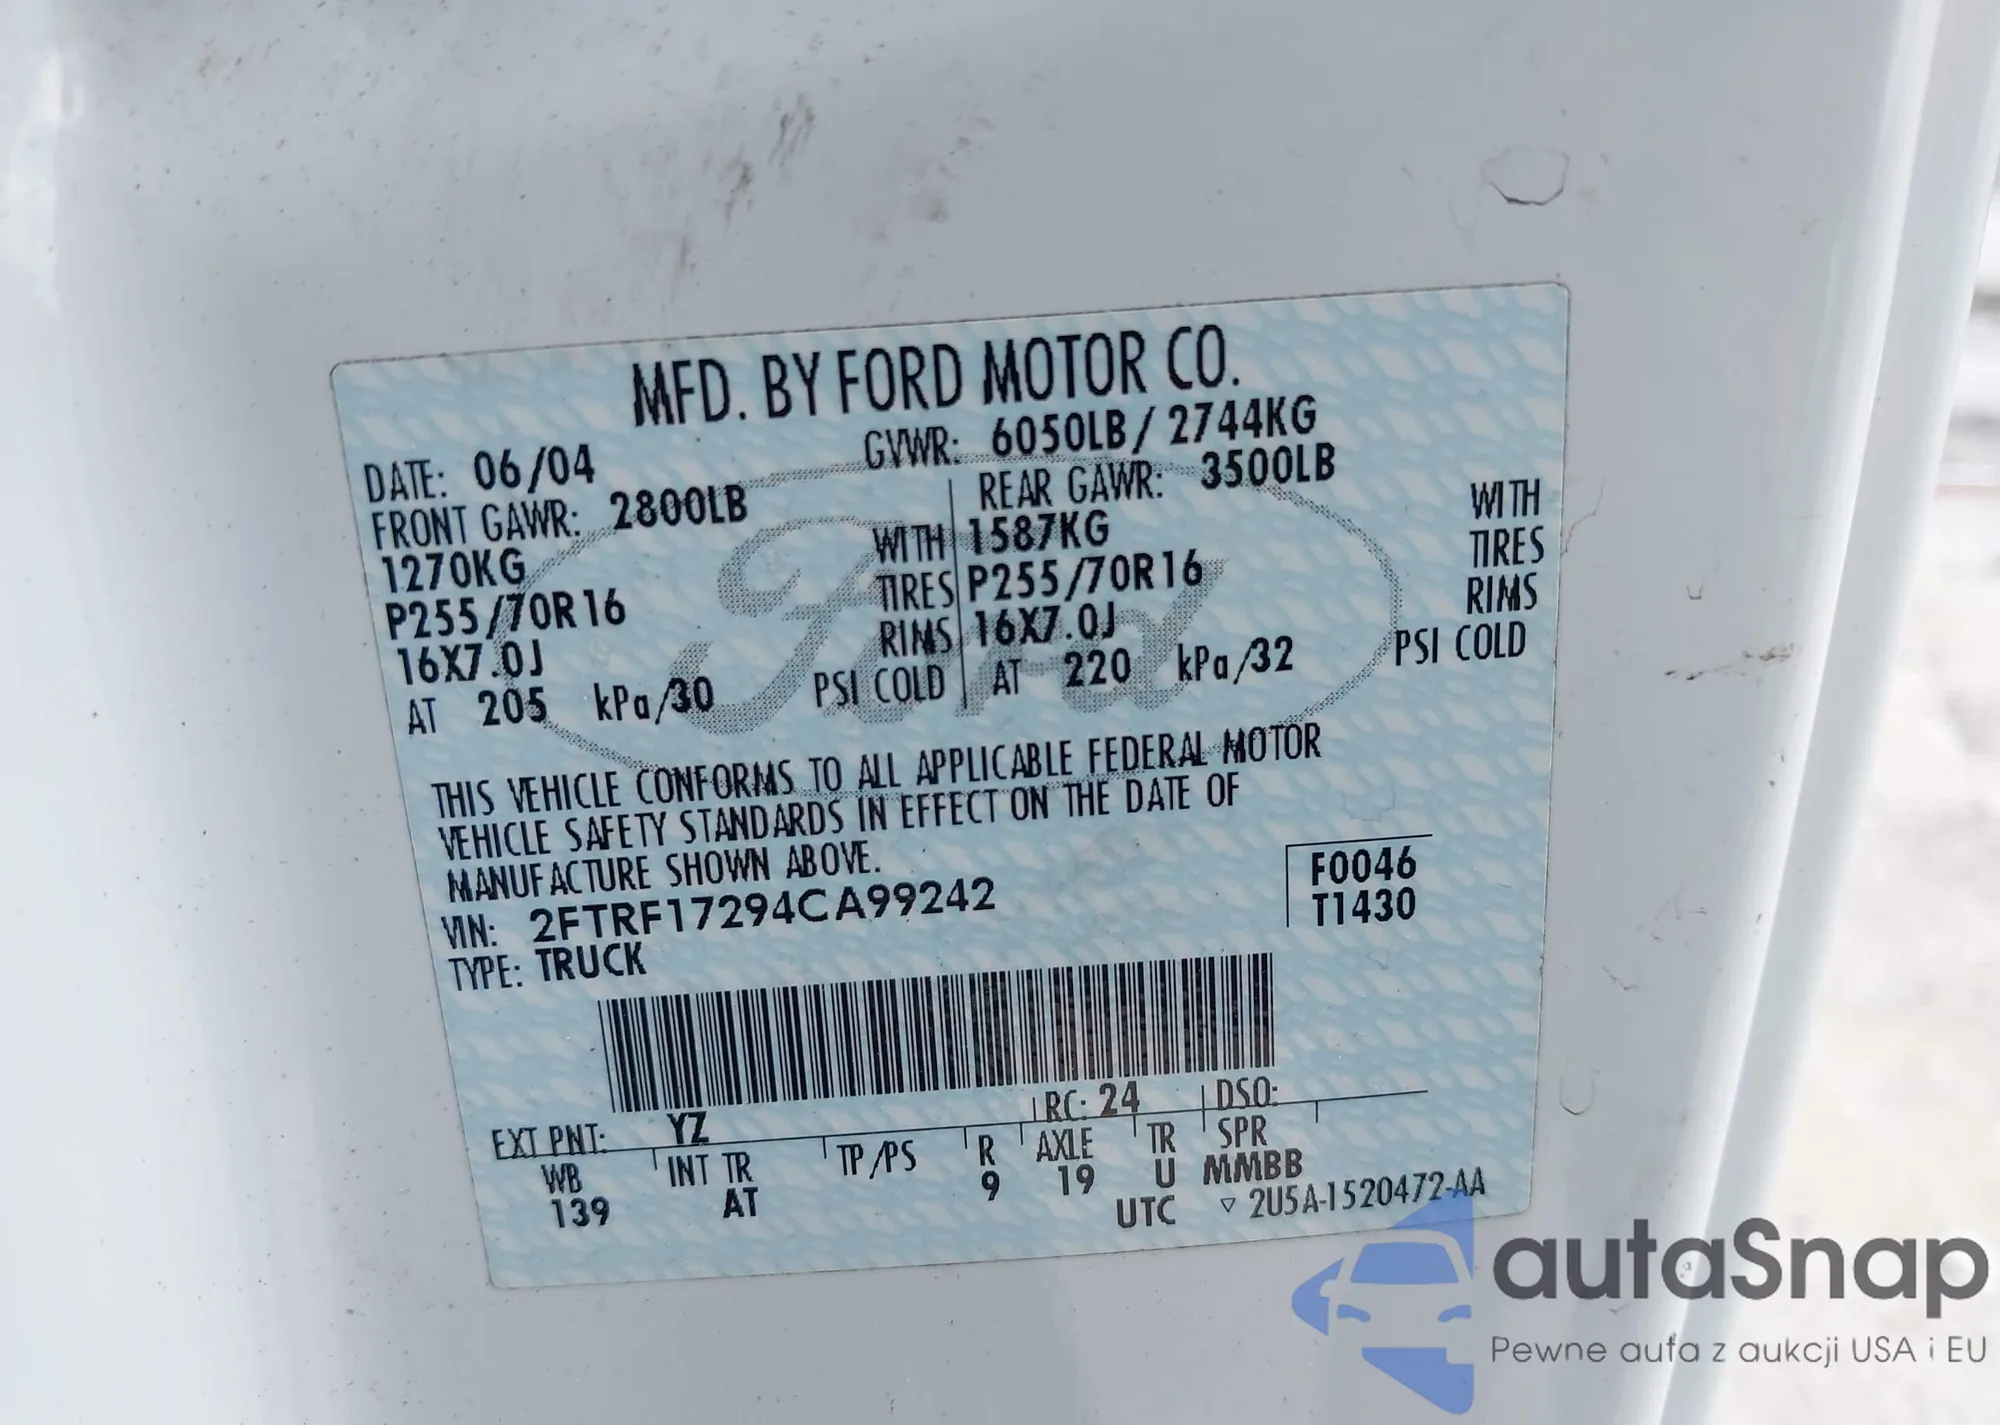 MFD. BY FORD MOTOR CO.
DATE: 06/04 GVWR: 6050LB / 2744KG
FRONT GAWR: 2800LB REAR GAWR: 3500LB
1270KG WITH 1587KG WITH
P255/70R16 TIRES P255/70R16 TIRES
16X7.0J RIMS 16X7.0J RIMS
AT 205 kPa/30 PSI COLD AT 220 kPa/32 PSI COLD
THIS VEHICLE CONFORMS TO ALL APPLICABLE FEDERAL MOTOR
VEHICLE SAFETY STANDARDS IN EFFECT ON THE DATE OF
MANUFACTURE SHOWN ABOVE.
VIN: 2FTRF17294CA99242
TYPE: TRUCK
F0046
T1430
EXT PNT: YZ RC: 24 DSO:
WB INT TR TP/PS R AXLE TR SPR
139 AT 9 19 U MMBB
UTC ▽ 2U5A-1520472-AA
Ford
autaSnap
Pewne auta z aukcji USA i EU